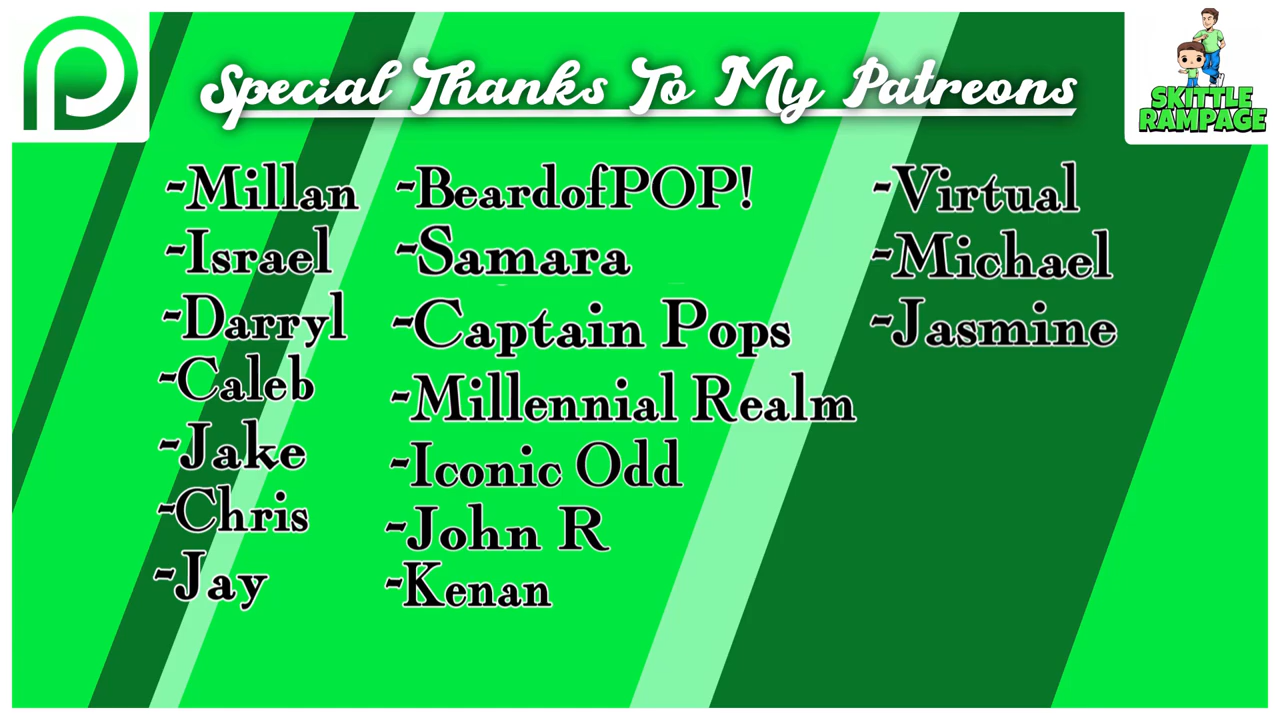 Special Thanks To My Patreons
SKITTLE
RAMPAGE
-Millan
-Israel
-Darryl
-Caleb
-Jake
-Chris
-Jay
-BeardofPOP!
-Samara
-Captain Pops
-Millennial Realm
-Iconic Odd
-John R
-Kenan
-Virtual
-Michael
-Jasmine